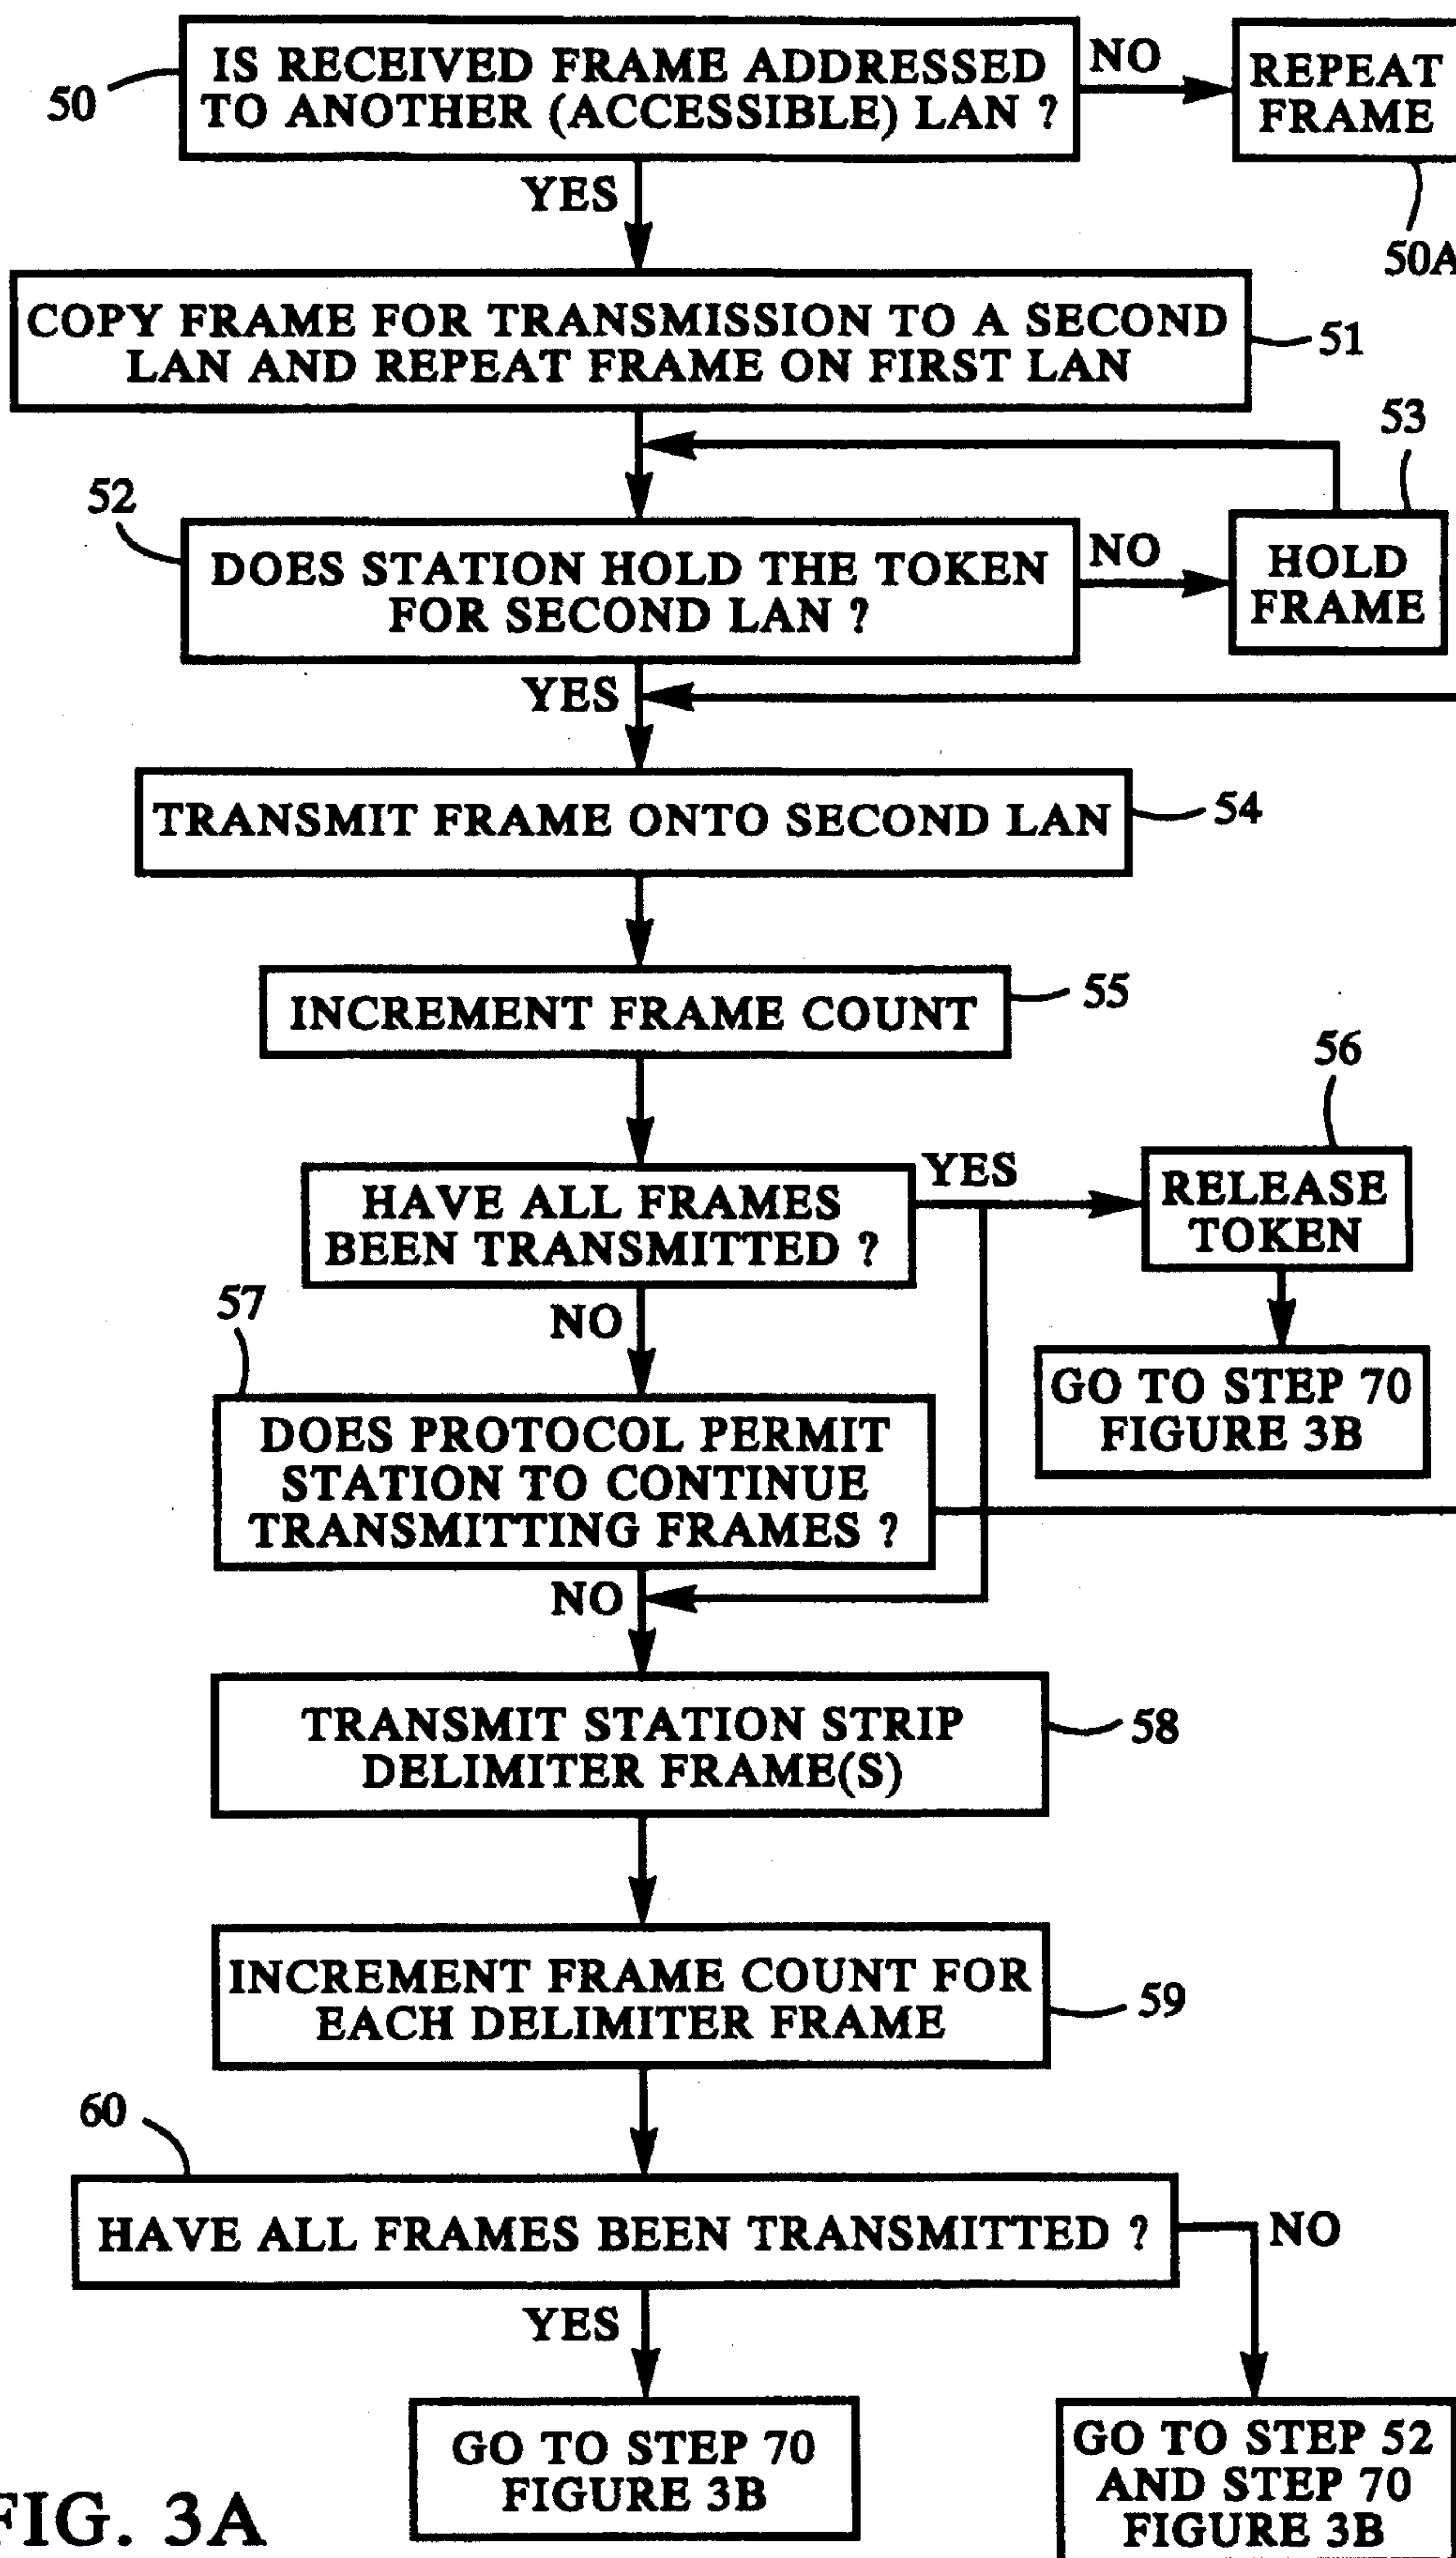 50
IS RECEIVED FRAME ADDRESSED
TO ANOTHER (ACCESSIBLE) LAN ?
NO
REPEAT
FRAME
50A
YES
COPY FRAME FOR TRANSMISSION TO A SECOND
LAN AND REPEAT FRAME ON FIRST LAN
51
53
52
DOES STATION HOLD THE TOKEN
FOR SECOND LAN ?
NO
HOLD
FRAME
YES
TRANSMIT FRAME ONTO SECOND LAN
54
INCREMENT FRAME COUNT
55
56
HAVE ALL FRAMES
BEEN TRANSMITTED ?
YES
RELEASE
TOKEN
NO
57
GO TO STEP 70
FIGURE 3B
DOES PROTOCOL PERMIT
STATION TO CONTINUE
TRANSMITTING FRAMES ?
NO
TRANSMIT STATION STRIP
DELIMITER FRAME(S)
58
INCREMENT FRAME COUNT FOR
EACH DELIMITER FRAME
59
60
HAVE ALL FRAMES BEEN TRANSMITTED ?
NO
YES
GO TO STEP 70
FIGURE 3B
GO TO STEP 52
AND STEP 70
FIGURE 3B
FIG. 3A